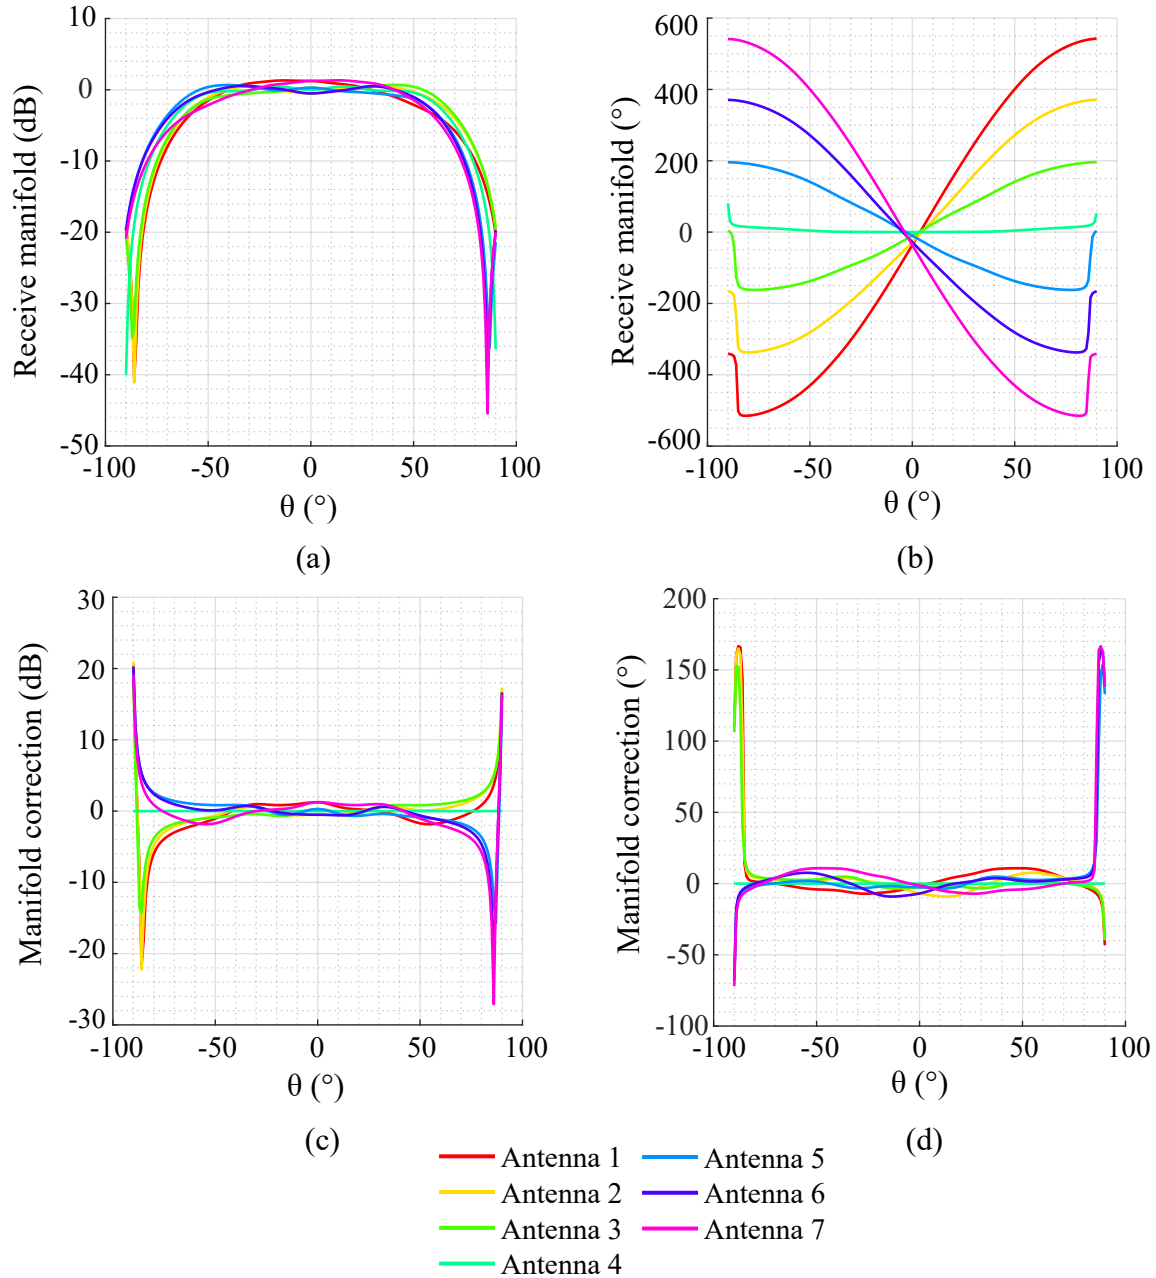 10
0
-10
-20
-30
-40
-50
-100
-50
0
50
100
Receive manifold (dB)
θ (°)
(a)
600
400
200
0
-200
-400
-600
-100
-50
0
50
100
Receive manifold (°)
θ (°)
(b)
30
20
10
0
-10
-20
-30
-100
-50
0
50
100
Manifold correction (dB)
θ (°)
(c)
200
150
100
50
0
-50
-100
-100
-50
0
50
100
Manifold correction (°)
θ (°)
(d)
Antenna 1
Antenna 2
Antenna 3
Antenna 4
Antenna 5
Antenna 6
Antenna 7